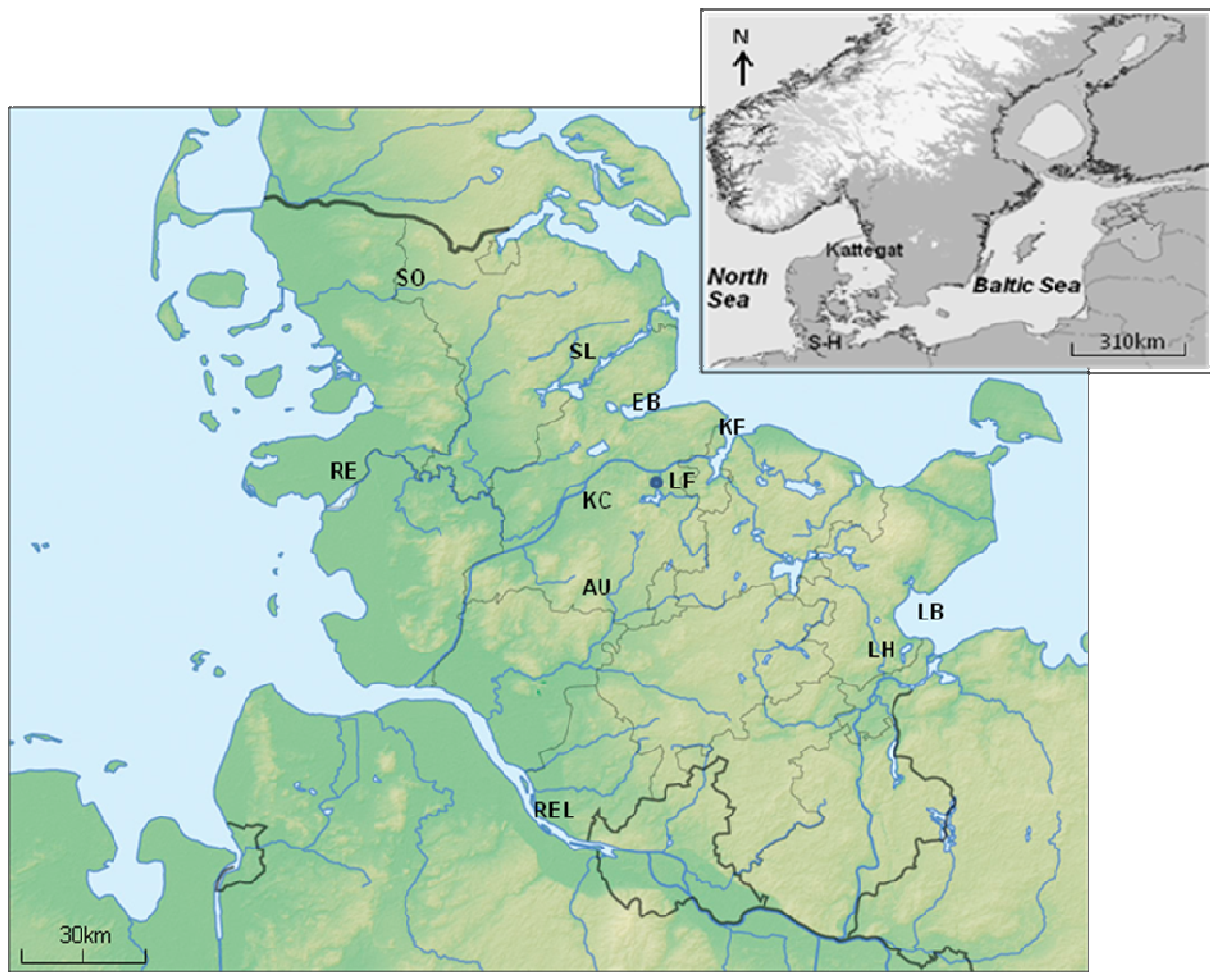 N
Kattegat
North
Sea
Baltic Sea
S-H
310km
SO
SL
EB
KF
RE
LF
KC
AU
LB
LH
REL
30km